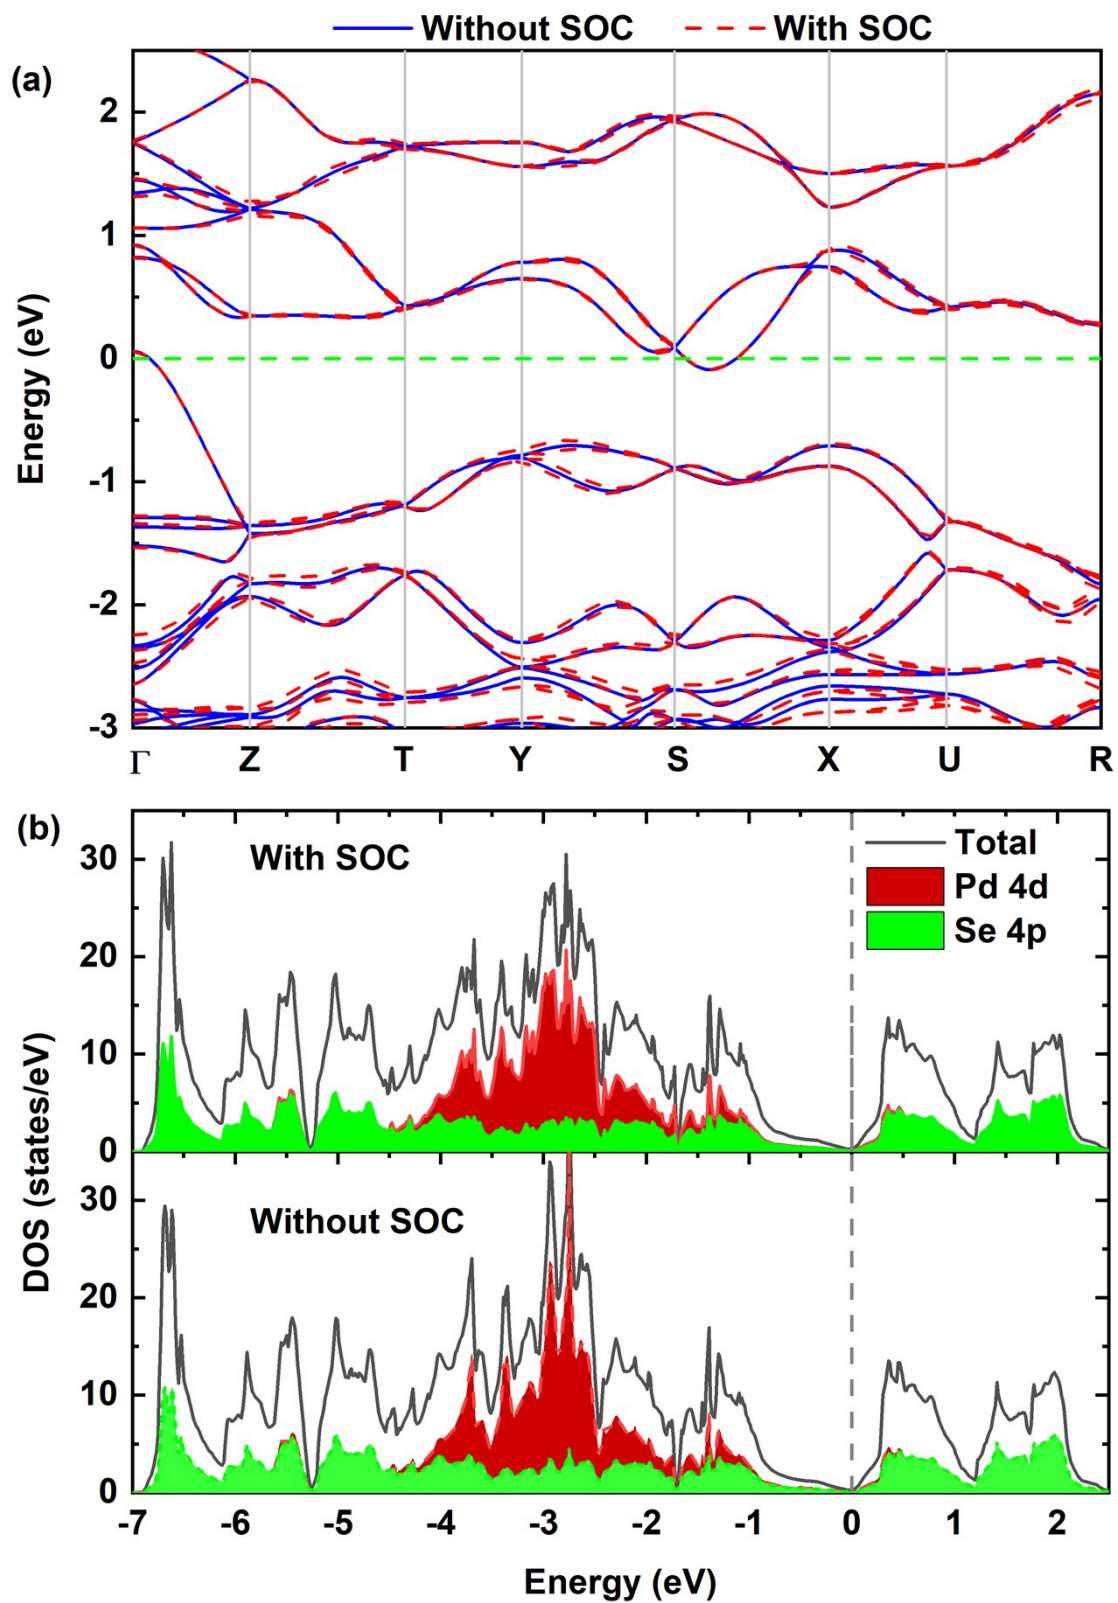 Without SOC With SOC
(a)
Energy (eV)
2
1
0
-1
-2
-3
Γ Z T Y S X U R
(b)
DOS (states/eV)
With SOC
Total
Pd 4d
Se 4p
30
20
10
0
Without SOC
30
20
10
0
-7 -6 -5 -4 -3 -2 -1 0 1 2
Energy (eV)